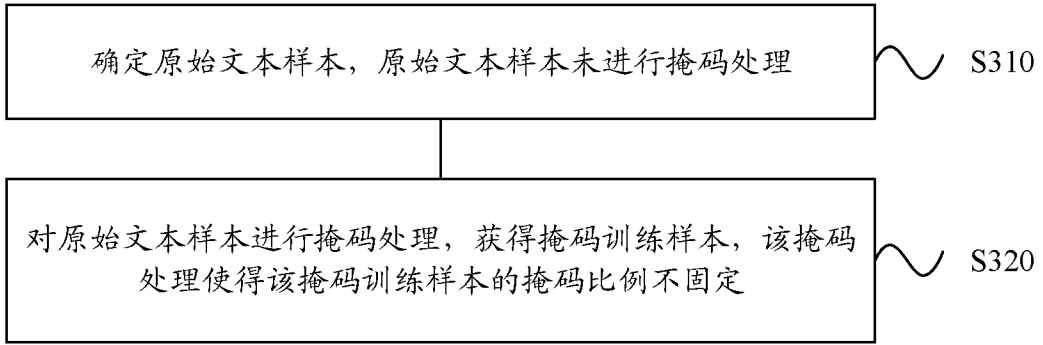 确定原始文本样本，原始文本样本未进行掩码处理
S310
对原始文本样本进行掩码处理，获得掩码训练样本，该掩码
处理使得该掩码训练样本的掩码比例不固定
S320